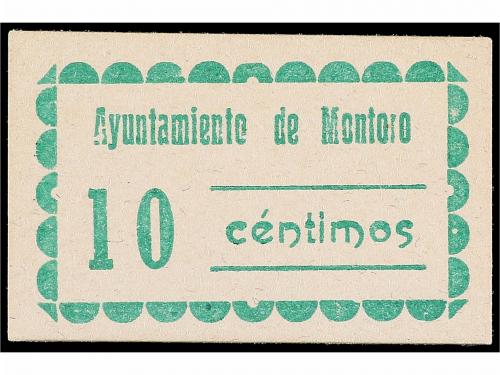 Ayuntamiento de Montoro
10 céntimos